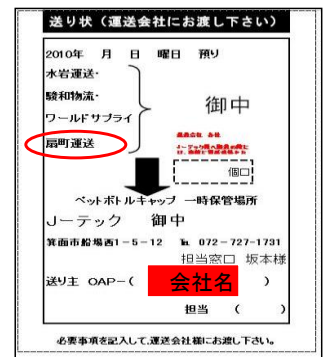 送り状（運送会社にお渡し下さい）
2010年　月　日　曜日　預り
水岩運送・
駿和物流・
ワールドサプライ
扇町運送
御中
個口
ペットボトルキャップ　一時保管場所
Jーテック　御中
箕面市船場西1－5－12　℡ 072－727－1731
担当窓口　坂本様
送り主　OAP－（　会社名　）
担当　（　）
必要事項を記入して、運送会社様にお渡し下さい。